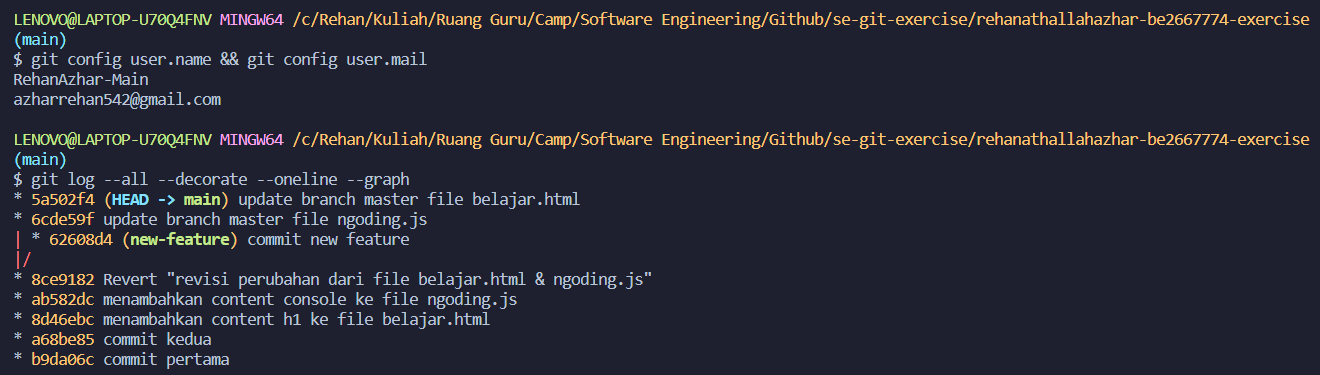 LENOVO@LAPTOP-U70Q4FNV MINGW64 /c/Rehan/Kuliah/Ruang Guru/Camp/Software Engineering/Github/se-git-exercise/rehanathallahazhar-be2667774-exercise
(main)
$ git config user.name && git config user.mail
RehanAzhar-Main
azharrehan542@gmail.com
LENOVO@LAPTOP-U70Q4FNV MINGW64 /c/Rehan/Kuliah/Ruang Guru/Camp/Software Engineering/Github/se-git-exercise/rehanathallahazhar-be2667774-exercise
(main)
$ git log --all --decorate --oneline --graph
* 5a502f4 (HEAD -> main) update branch master file belajar.html
* 6cde59f update branch master file ngoding.js
| * 62608d4 (new-feature) commit new feature
|/
* 8ce9182 Revert "revisi perubahan dari file belajar.html & ngoding.js"
* ab582dc menambahkan content console ke file ngoding.js
* 8d46ebc menambahkan content h1 ke file belajar.html
* a68be85 commit kedua
* b9da06c commit pertama